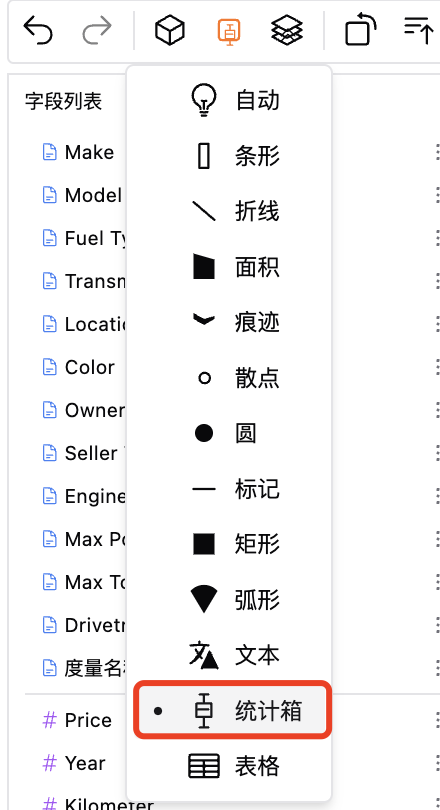 字段列表
自动
Make
条形
Model
折线
Fuel Ty
面积
Transm
痕迹
Locatio
散点
Color
圆
Owner
Seller
标记
Engine
矩形
Max Po
弧形
Max To
Drivetr
文本
度量名称
统计箱
Price
表格
Year
Kilometer